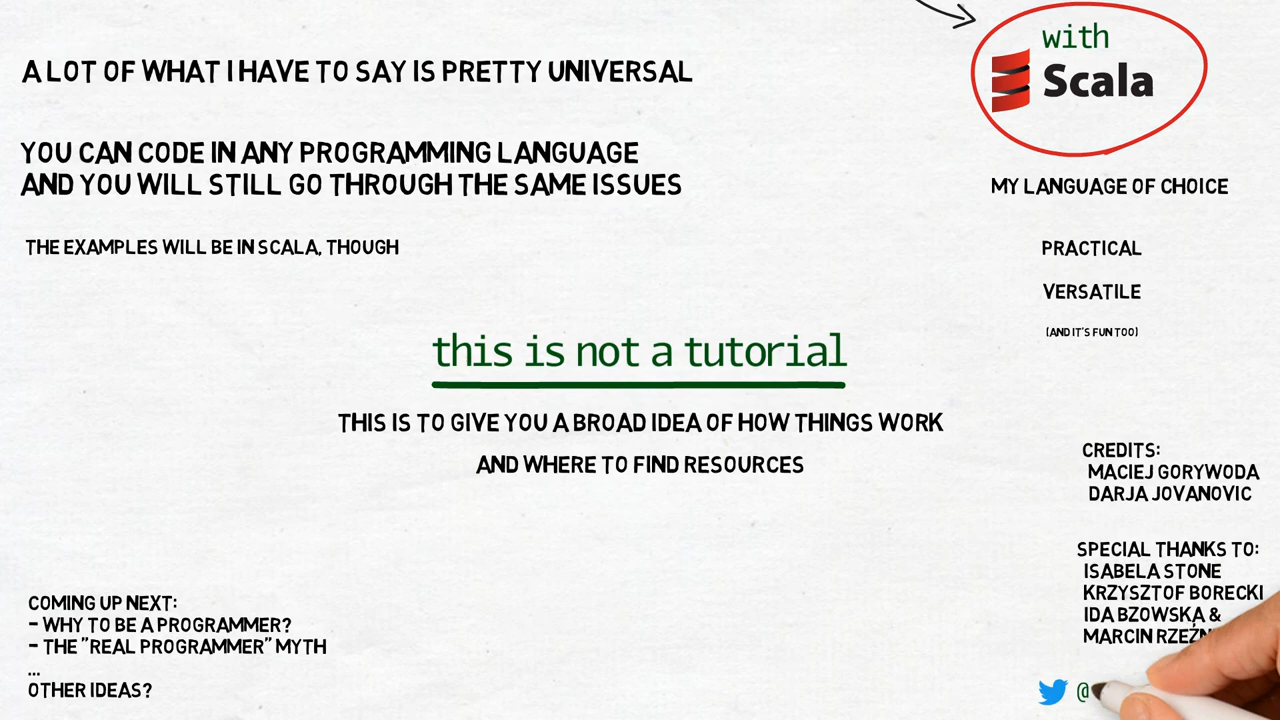 A LOT OF WHAT I HAVE TO SAY IS PRETTY UNIVERSAL
YOU CAN CODE IN ANY PROGRAMMING LANGUAGE
AND YOU WILL STILL GO THROUGH THE SAME ISSUES
THE EXAMPLES WILL BE IN SCALA, THOUGH
with
Scala
MY LANGUAGE OF CHOICE
PRACTICAL
VERSATILE
(AND IT'S FUN TOO)
this is not a tutorial
THIS IS TO GIVE YOU A BROAD IDEA OF HOW THINGS WORK
AND WHERE TO FIND RESOURCES
CREDITS:
MACIEJ GORYWODA
DARJA JOVANOVIC
SPECIAL THANKS TO:
ISABELA STONE
KRZYSZTOF BORECKI
IDA BZOWSKA &
MARCIN
COMING UP NEXT:
- WHY TO BE A PROGRAMMER?
- THE "REAL PROGRAMMER" MYTH
...
OTHER IDEAS?
@